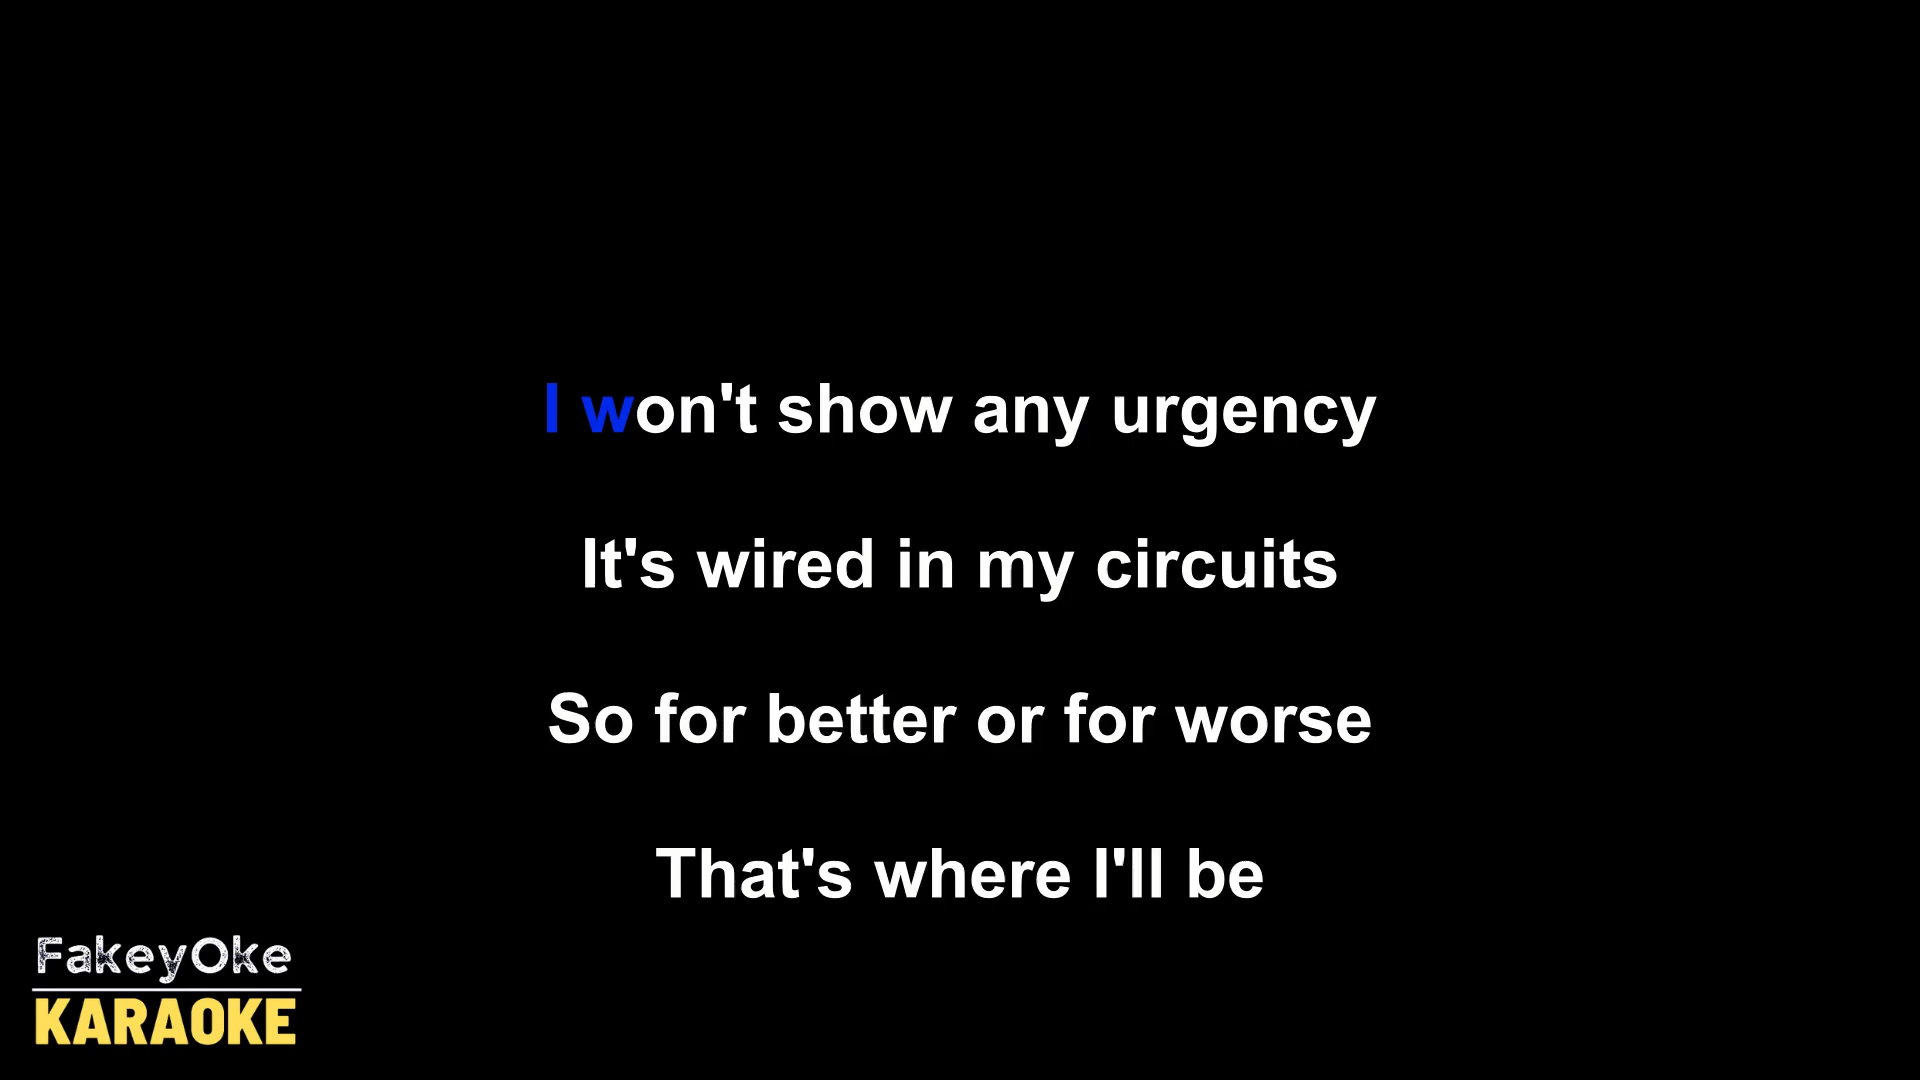 I won't show any urgency
It's wired in my circuits
So for better or for worse
That's where I'll be
FakeyOke
KARAOKE